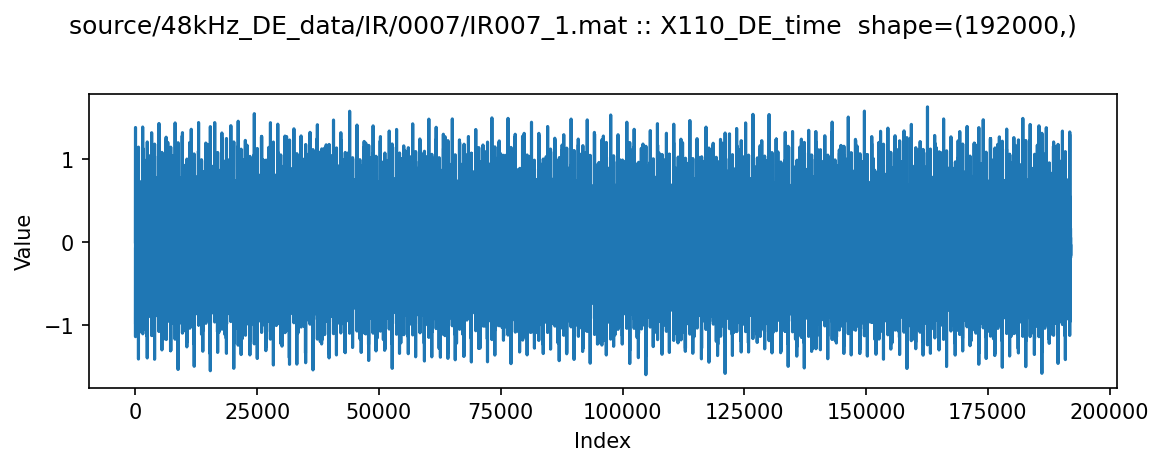 source/48kHz_DE_data/IR/0007/IR007_1.mat :: X110_DE_time  shape=(192000,)
1
0
−1
Value
0 25000 50000 75000 100000 125000 150000 175000 200000
Index